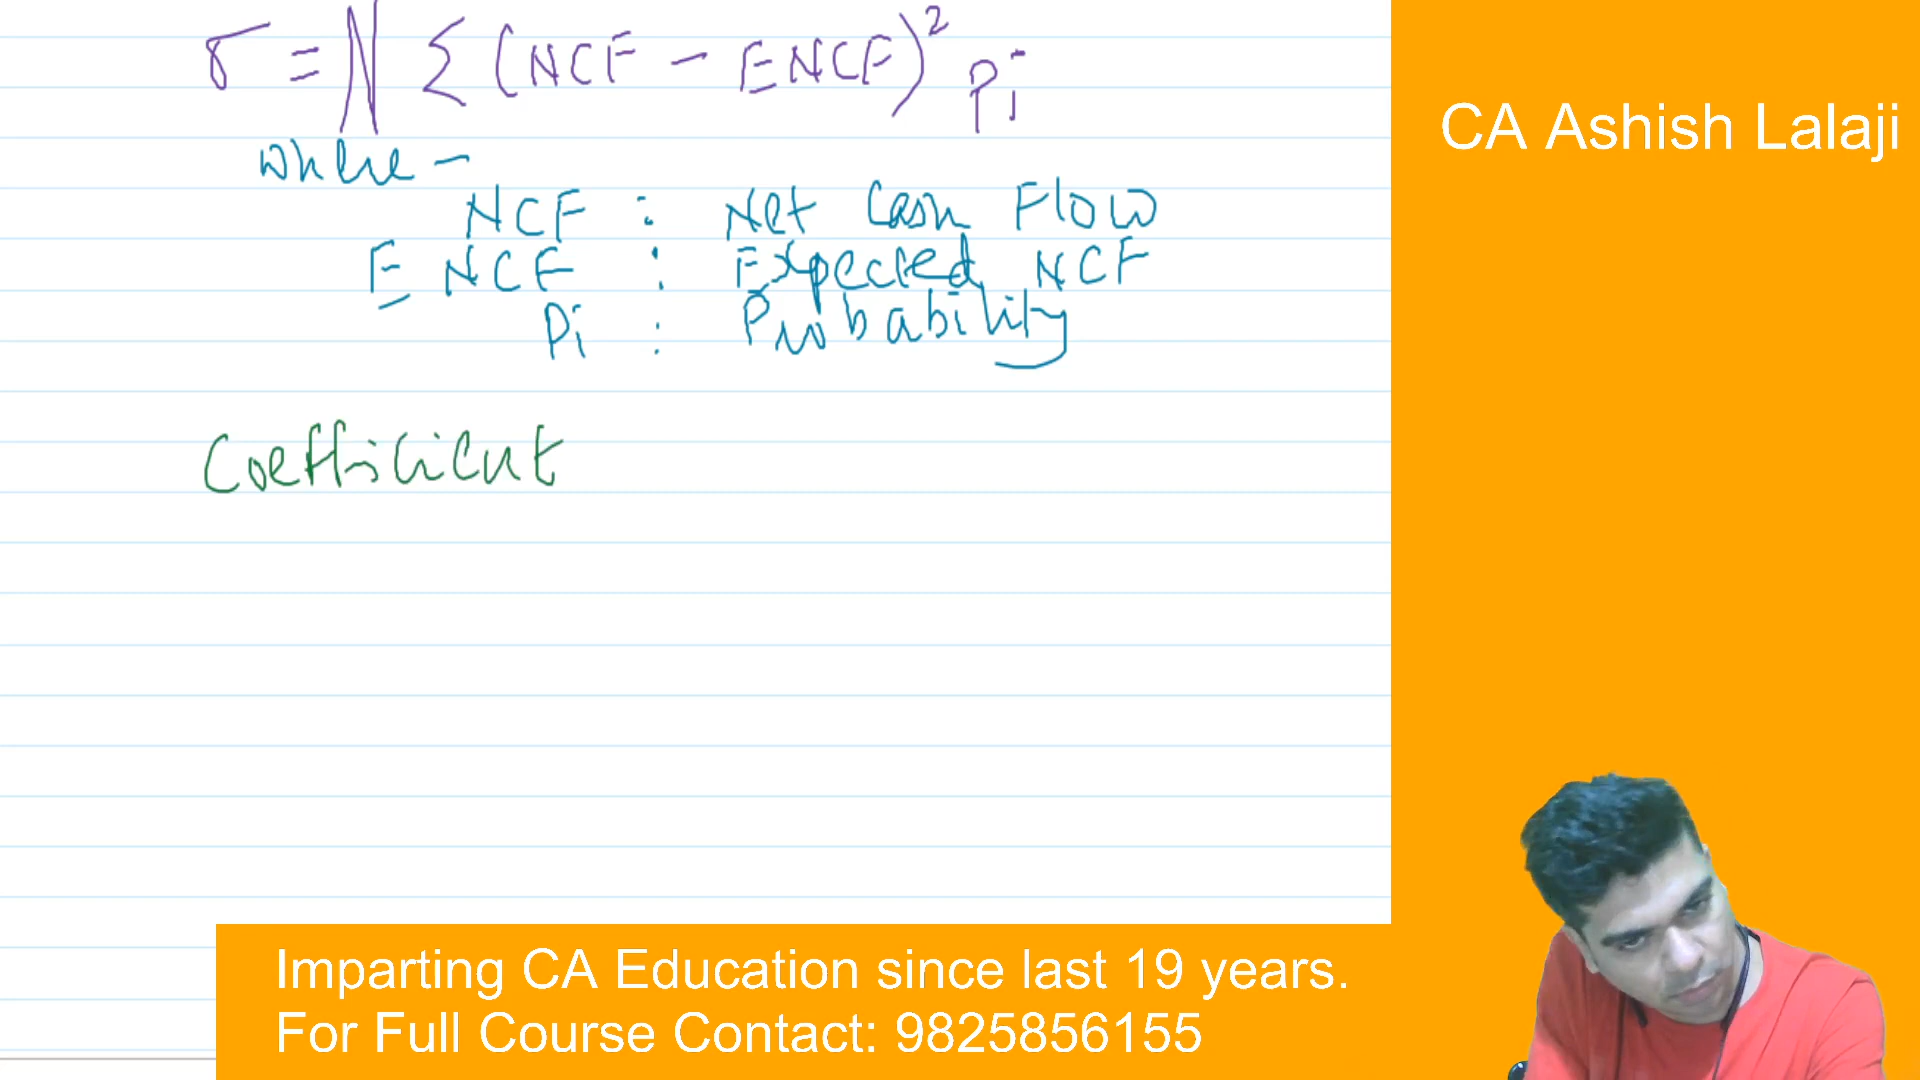 σ = √ Σ (NCF - ENCF)² Pi
where -
NCF : Net Cash Flow
ENCF : Expected NCF
Pi : Probability
Coefficient
CA Ashish Lalaji
Imparting CA Education since last 19 years.
For Full Course Contact: 9825856155